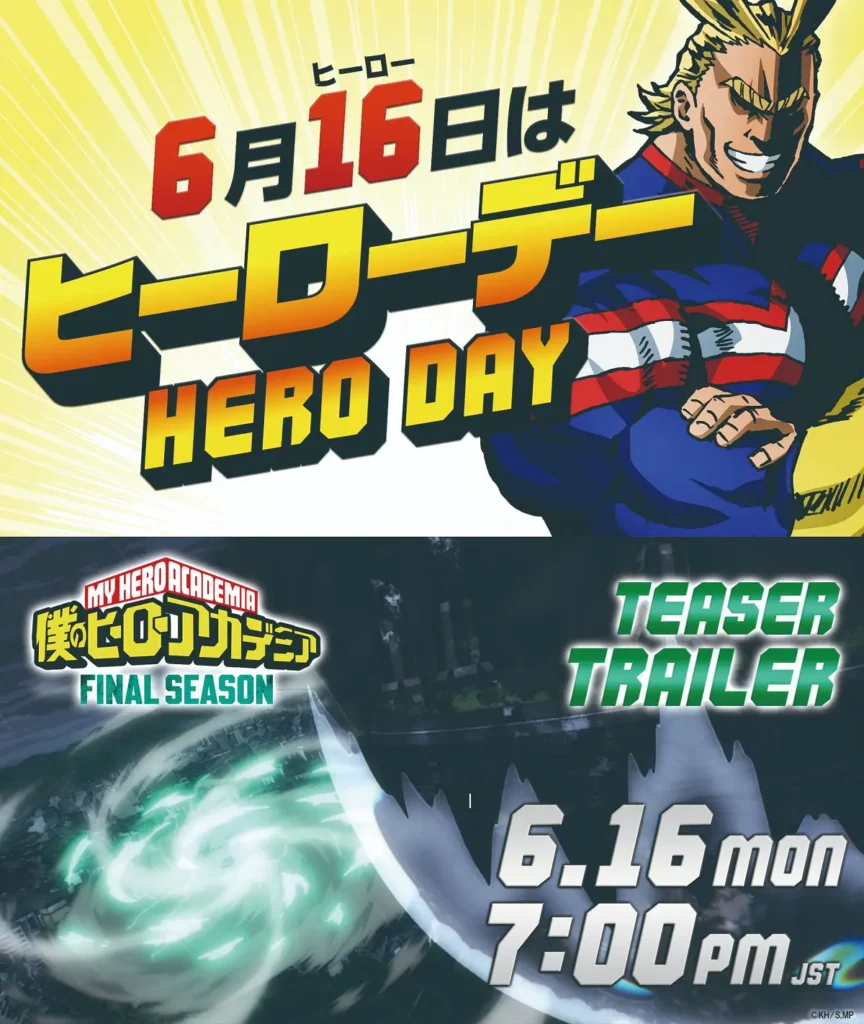 ヒーロー
6月16日は
ヒーローデー
HERO DAY
MY HERO ACADEMIA
僕のヒーローアカデミア
FINAL SEASON
TEASER
TRAILER
6.16 mon
7:00 pm JST
©KH/S,MP